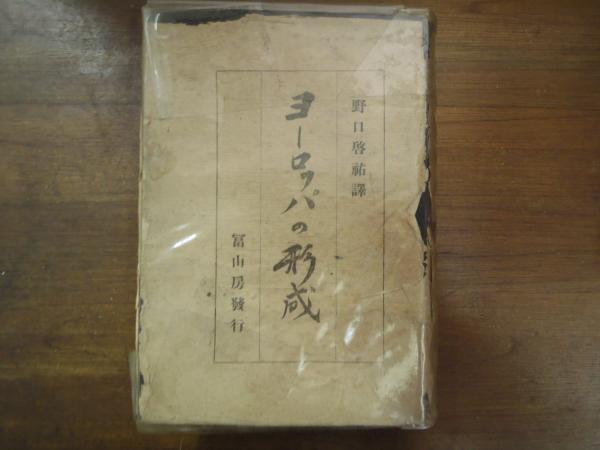 野口啓祐譯
ヨーロッパの形成
冨山房發行